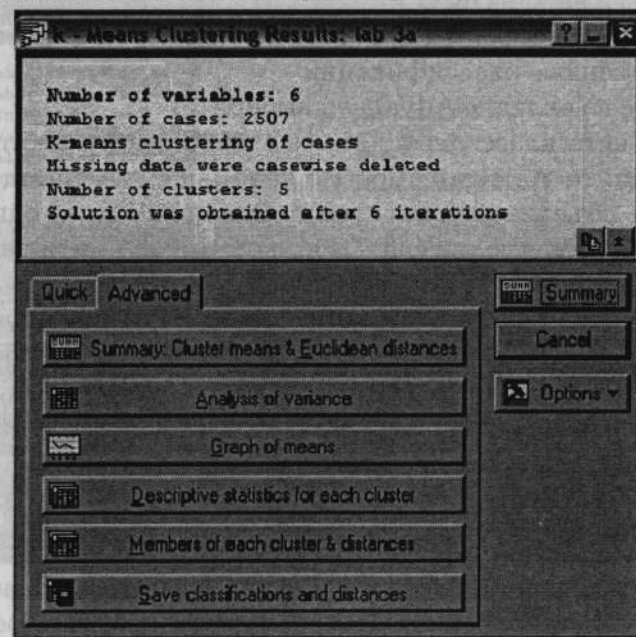 k - Means Clustering Results: lab 3a
Number of variables: 6
Number of cases: 2507
K-means clustering of cases
Missing data were casewise deleted
Number of clusters: 5
Solution was obtained after 6 iterations
Quick Advanced
Summary
Summary: Cluster means & Euclidean distances
Cancel
Analysis of variance
Options
Graph of means
Descriptive statistics for each cluster
Members of each cluster & distances
Save classifications and distances